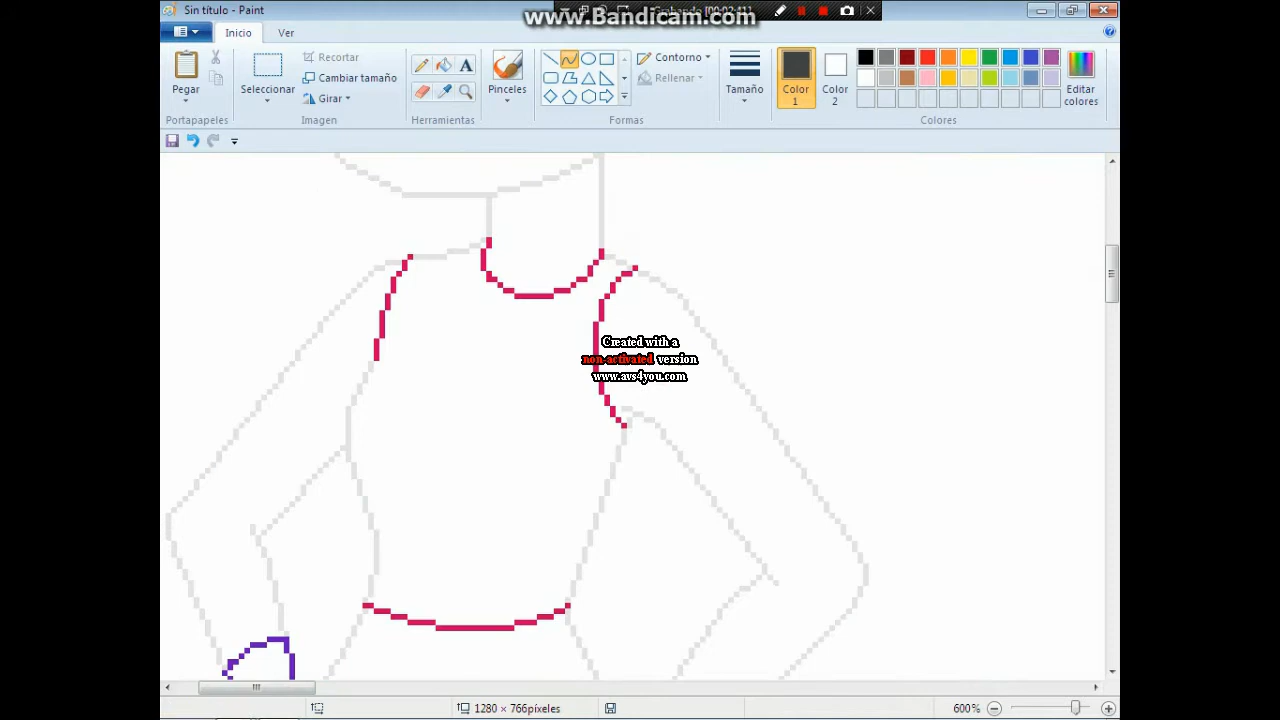 Sin título - Paint
www.Bandicam.com
Inicio
Ver
Pegar
Portapapeles
Seleccionar
Recortar
Cambiar tamaño
Girar
Imagen
A
Herramientas
Pinceles
Contorno
Rellenar
Formas
Tamaño
Color 1
Color 2
Editar colores
Colores
Created with a
non-activated version
www.avs4you.com
1280 × 766píxeles
600%